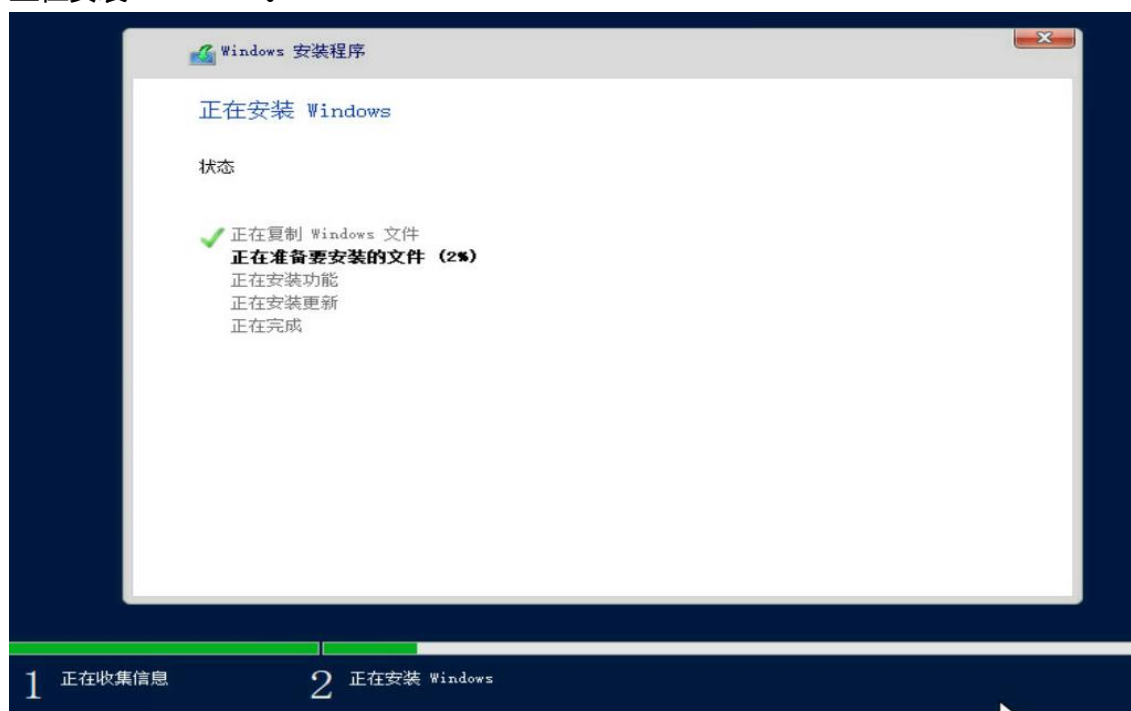 Windows 安装程序
正在安装 Windows
状态
正在复制 Windows 文件
正在准备要安装的文件 (2%)
正在安装功能
正在安装更新
正在完成
1 正在收集信息
2 正在安装 Windows